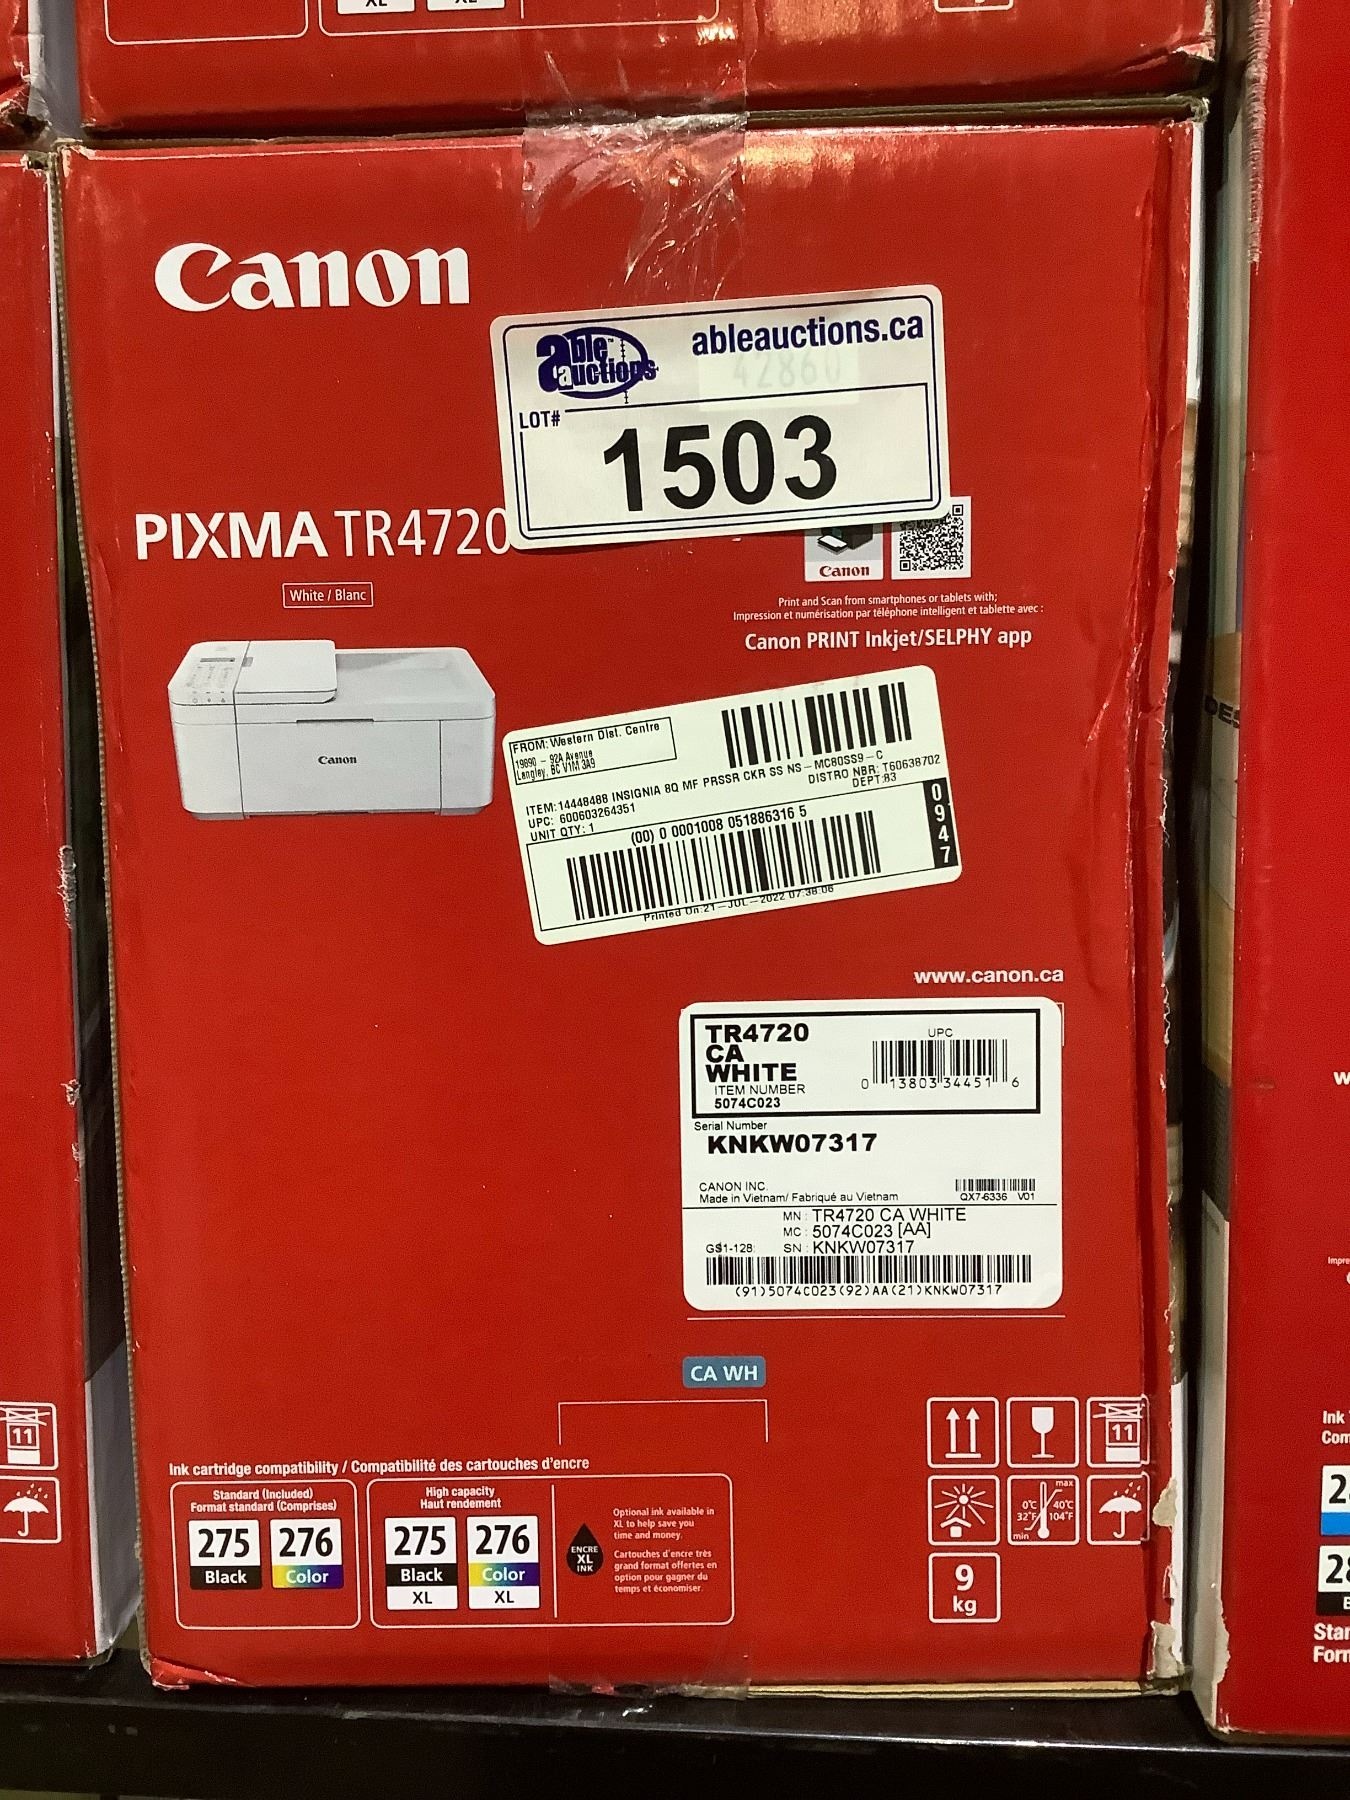 XL
XL
Canon
able auctions
ableauctions.ca
42860
LOT#
1503
PIXMA TR4720
White / Blanc
Canon
Canon
Print and Scan from smartphones or tablets with;
Impression et numérisation par téléphone intelligent et tablette avec :
Canon PRINT Inkjet/SELPHY app
FROM: Western Dist. Centre
19890 - 92A Avenue
Langley, BC V1M 3A9
ITEM:14448488 INSIGNIA 8Q MF PRSSR CKR SS NS-MC80SS9-C
UPC: 600603264351
DISTRO NBR: T60638702
UNIT QTY: 1
DEPT:83
(00) 0 0001008 051886316 5
0947
Printed On:21-JUL-2022 07:38:06
www.canon.ca
TR4720
CA
WHITE
ITEM NUMBER
5074C023
UPC
0 13803 34451 6
Serial Number
KNKW07317
CANON INC.
Made in Vietnam/ Fabriqué au Vietnam
QX7-6336 V01
MN : TR4720 CA WHITE
MC : 5074C023 [AA]
GS1-128: SN : KNKW07317
(91)5074C023(92)AA(21)KNKW07317
CA WH
11
11
Ink cartridge compatibility / Compatibilité des cartouches d'encre
Standard (Included)
Format standard (Comprises)
275 Black
276 Color
High capacity
Haut rendement
275 Black XL
276 Color XL
ENCRE
XL
INK
Optional ink available in
XL to help save you
time and money.
Cartouches d'encre très
grand format offertes en
option pour gagner du
temps et économiser.
max
0°C 40°C
32°F 104°F
min
9
kg
Ink